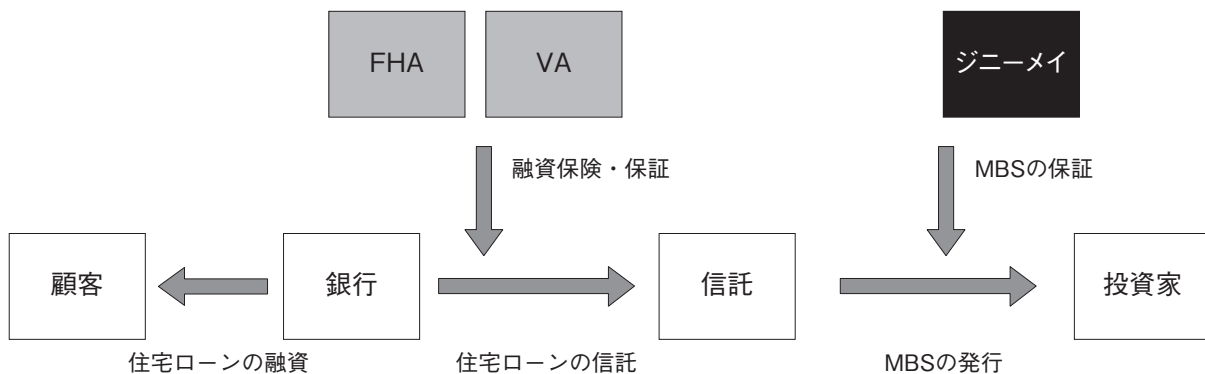 FHA
VA
ジニーメイ
融資保険・保証
MBSの保証
顧客
銀行
信託
投資家
住宅ローンの融資
住宅ローンの信託
MBSの発行